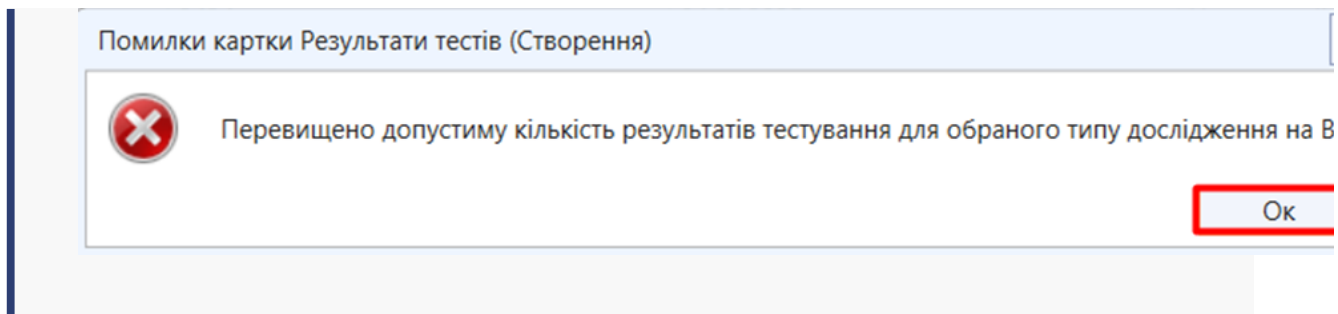 Помилки картки Результати тестів (Створення)
Перевищено допустиму кількість результатів тестування для обраного типу дослідження на
Ок